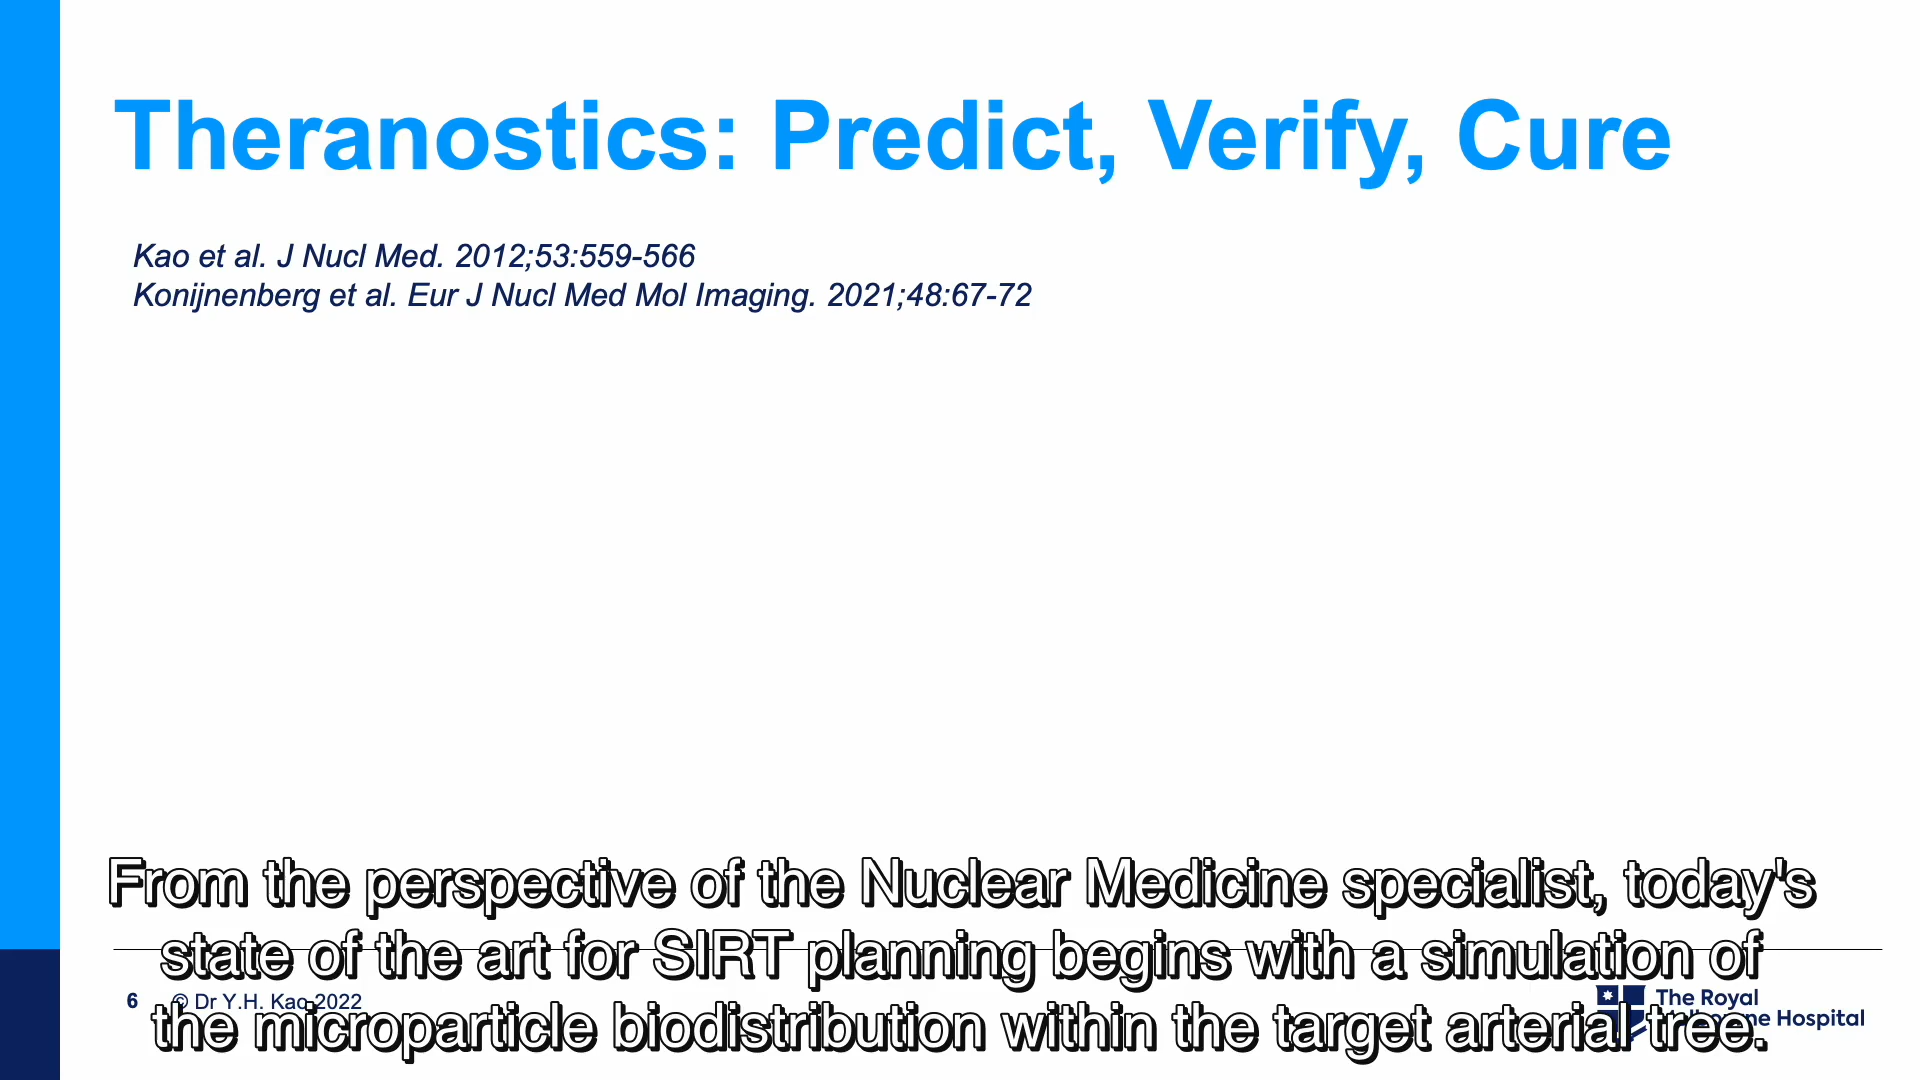 Theranostics: Predict, Verify, Cure
Kao et al. J Nucl Med. 2012;53:559-566
Konijnenberg et al. Eur J Nucl Med Mol Imaging. 2021;48:67-72
From the perspective of the Nuclear Medicine specialist, today's
state of the art for SIRT planning begins with a simulation of
the microparticle biodistribution within the target arterial tree.
6 © Dr Y.H. Kao 2022
The Royal
Melbourne Hospital